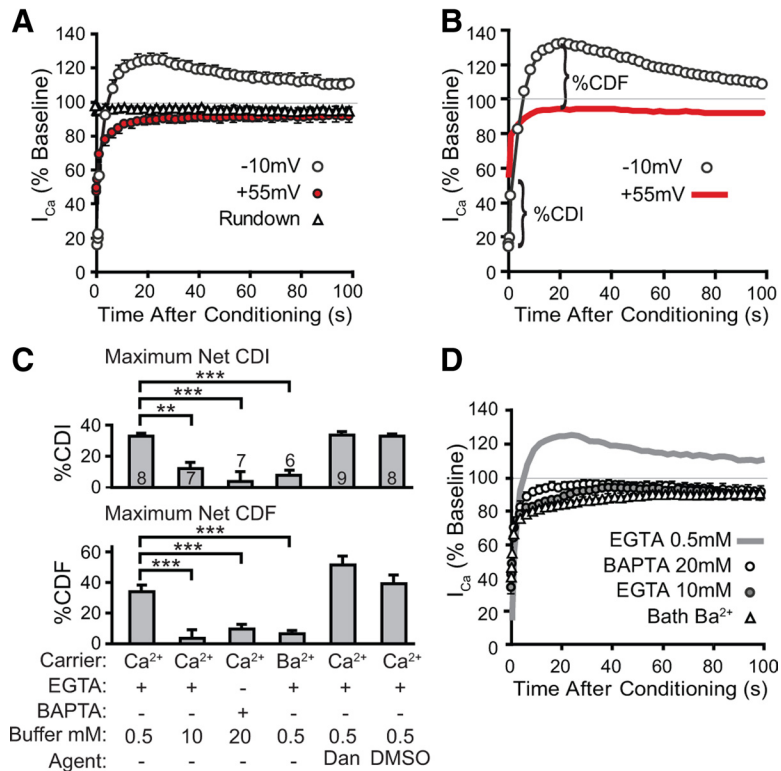 A
I_Ca (% Baseline)
140
120
100
80
60
40
20
0
-10mV
+55mV
Rundown
0 20 40 60 80 100
Time After Conditioning (s)
B
I_Ca (% Baseline)
140
120
100
80
60
40
20
0
%CDF
-10mV
+55mV
%CDI
0 20 40 60 80 100
Time After Conditioning (s)
C
Maximum Net CDI
***
***
**
%CDI
40
20
0
8 7 7 6 9 8
Maximum Net CDF
***
***
***
%CDF
60
40
20
0
Carrier: Ca²⁺ Ca²⁺ Ca²⁺ Ba²⁺ Ca²⁺ Ca²⁺
EGTA: + + - + + +
BAPTA: - - + - - -
Buffer mM: 0.5 10 20 0.5 0.5 0.5
Agent: - - - - Dan DMSO
D
I_Ca (% Baseline)
140
120
100
80
60
40
20
0
EGTA 0.5mM
BAPTA 20mM
EGTA 10mM
Bath Ba²⁺
0 20 40 60 80 100
Time After Conditioning (s)